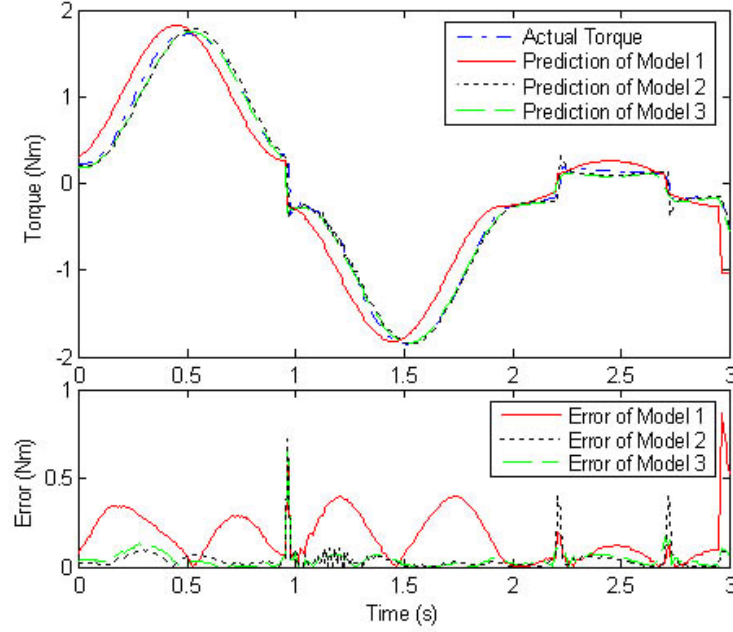 2
1
0
-1
-2
Torque (Nm)
Actual Torque
Prediction of Model 1
Prediction of Model 2
Prediction of Model 3
0
0.5
1
1.5
2
2.5
3
1
0.5
0
Error (Nm)
Error of Model 1
Error of Model 2
Error of Model 3
0
0.5
1
1.5
2
2.5
3
Time (s)